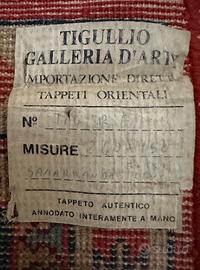 TIGULLIO
GALLERIA D'ARTE
IMPORTAZIONE DIRETTA
TAPPETI ORIENTALI
N°
MISURE
TAPPETO AUTENTICO
ANNODATO INTERAMENTE A MANO